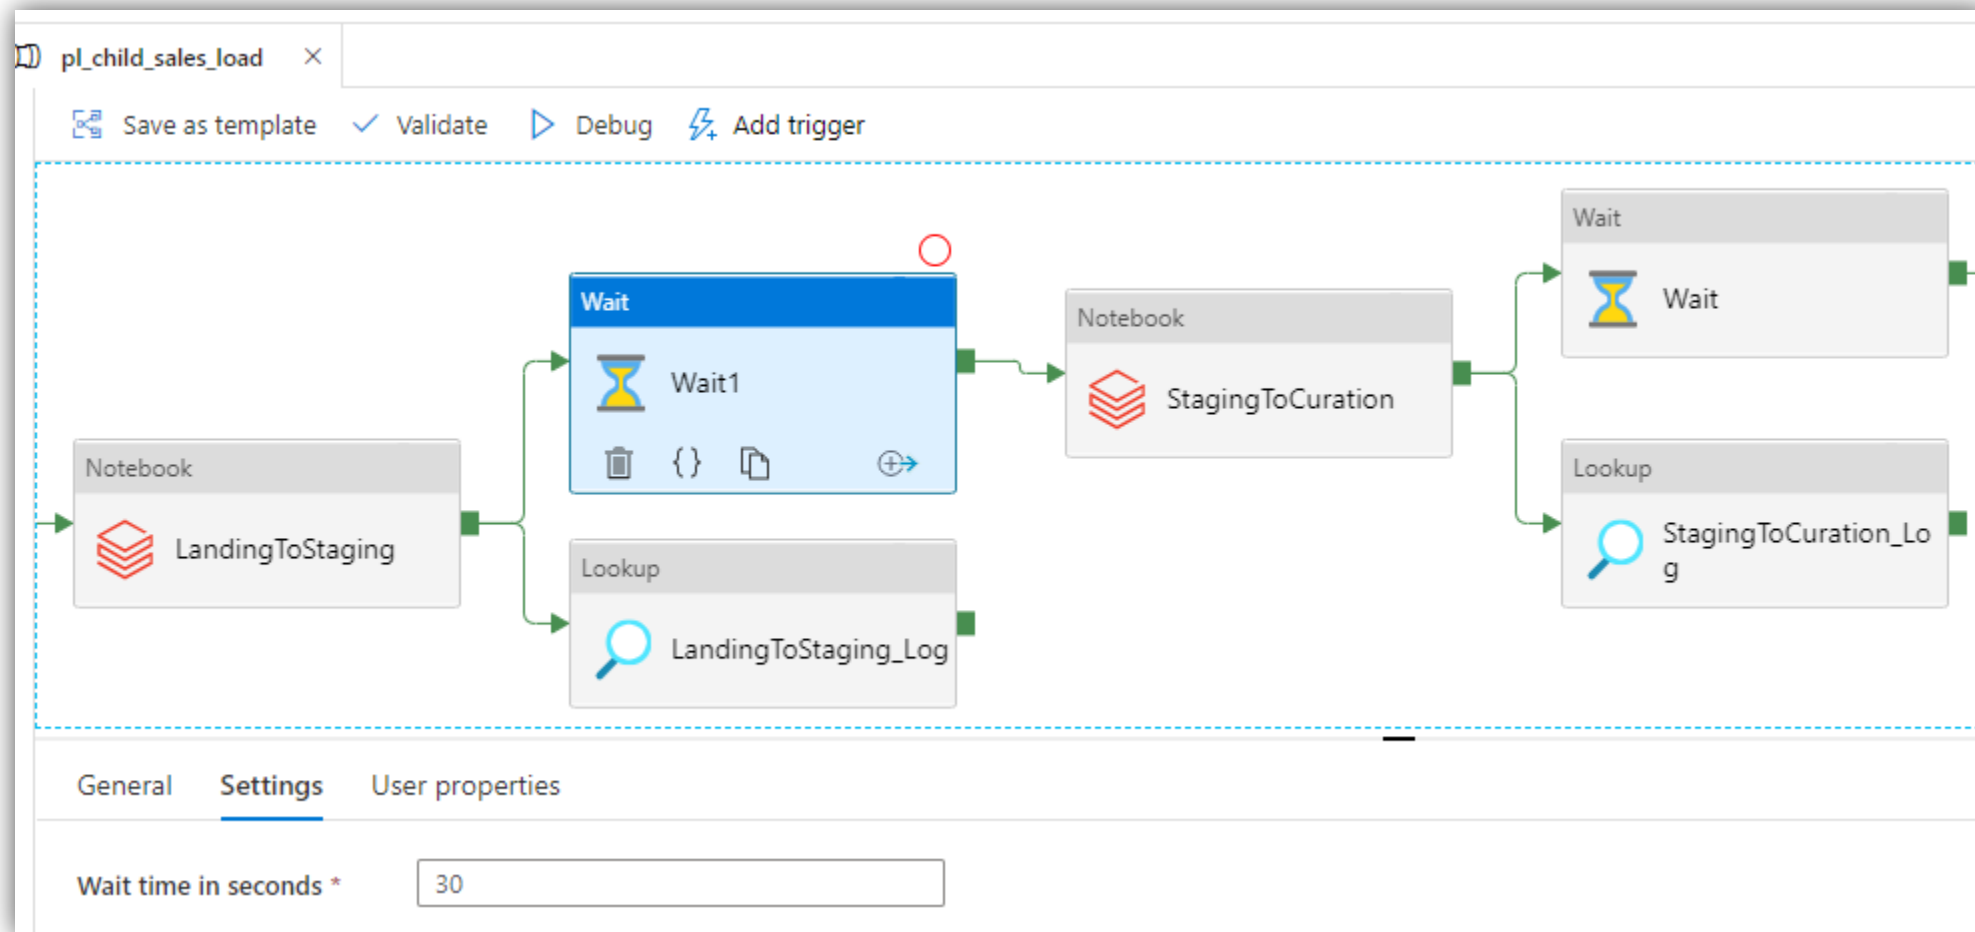 pl_child_sales_load
Save as template
Validate
Debug
Add trigger
Wait
Wait
Wait1
Wait
Notebook
StagingToCuration
Notebook
LandingToStaging
Lookup
StagingToCuration_Lo
g
Lookup
LandingToStaging_Log
General
Settings
User properties
Wait time in seconds *
30